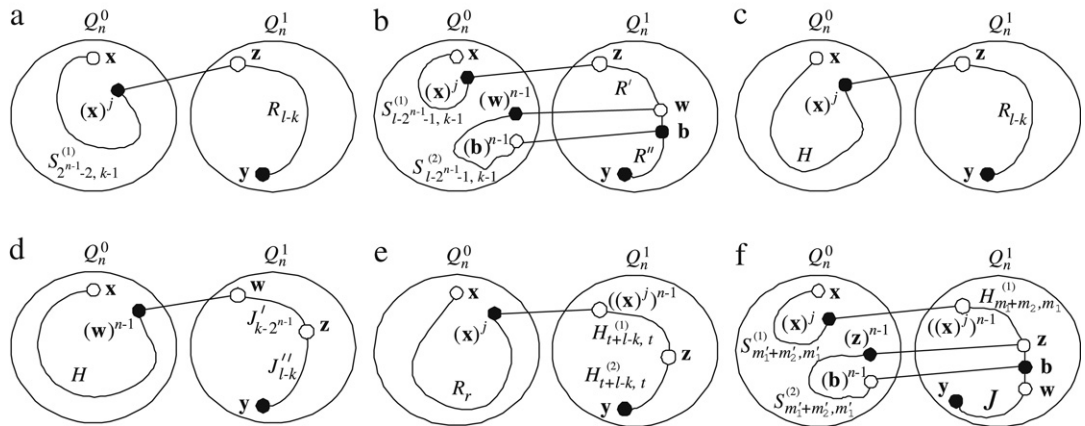 a
Q_n^0
Q_n^1
x
z
(x)^j
R_{l-k}
S^{(1)}_{2^{n-1}-2, k-1}
y
b
Q_n^0
Q_n^1
x
z
(x)^j
R'
(w)^{n-1}
w
S^{(1)}_{l-2^{n-1}-1, k-1}
b
(b)^{n-1}
R''
S^{(2)}_{l-2^{n-1}-1, k-1}
y
c
Q_n^0
Q_n^1
x
z
(x)^j
R_{l-k}
H
y
d
Q_n^0
Q_n^1
x
w
(w)^{n-1}
J'_{k-2^{n-1}}
z
H
J''_{l-k}
y
e
Q_n^0
Q_n^1
x
((x)^j)^{n-1}
(x)^j
H^{(1)}_{t+l-k, t}
z
H^{(2)}_{t+l-k, t}
R_r
y
f
Q_n^0
Q_n^1
x
H^{(1)}_{m_1+m_2, m_1}
(x)^j
((x)^j)^{n-1}
S^{(1)}_{m'_1+m'_2, m'_1}
(z)^{n-1}
z
b
(b)^{n-1}
w
y
J
S^{(2)}_{m'_1+m'_2, m'_1}